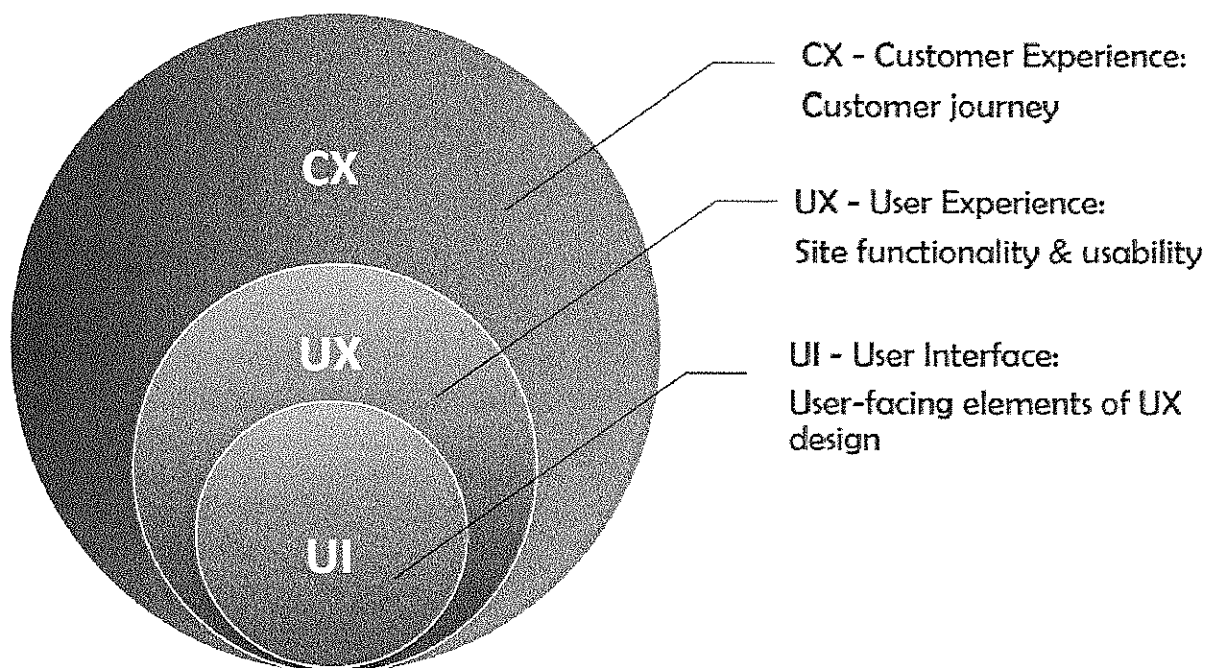 CX
CX - Customer Experience:
Customer journey
UX
UX - User Experience:
Site functionality & usability
UI
UI - User Interface:
User-facing elements of UX
design